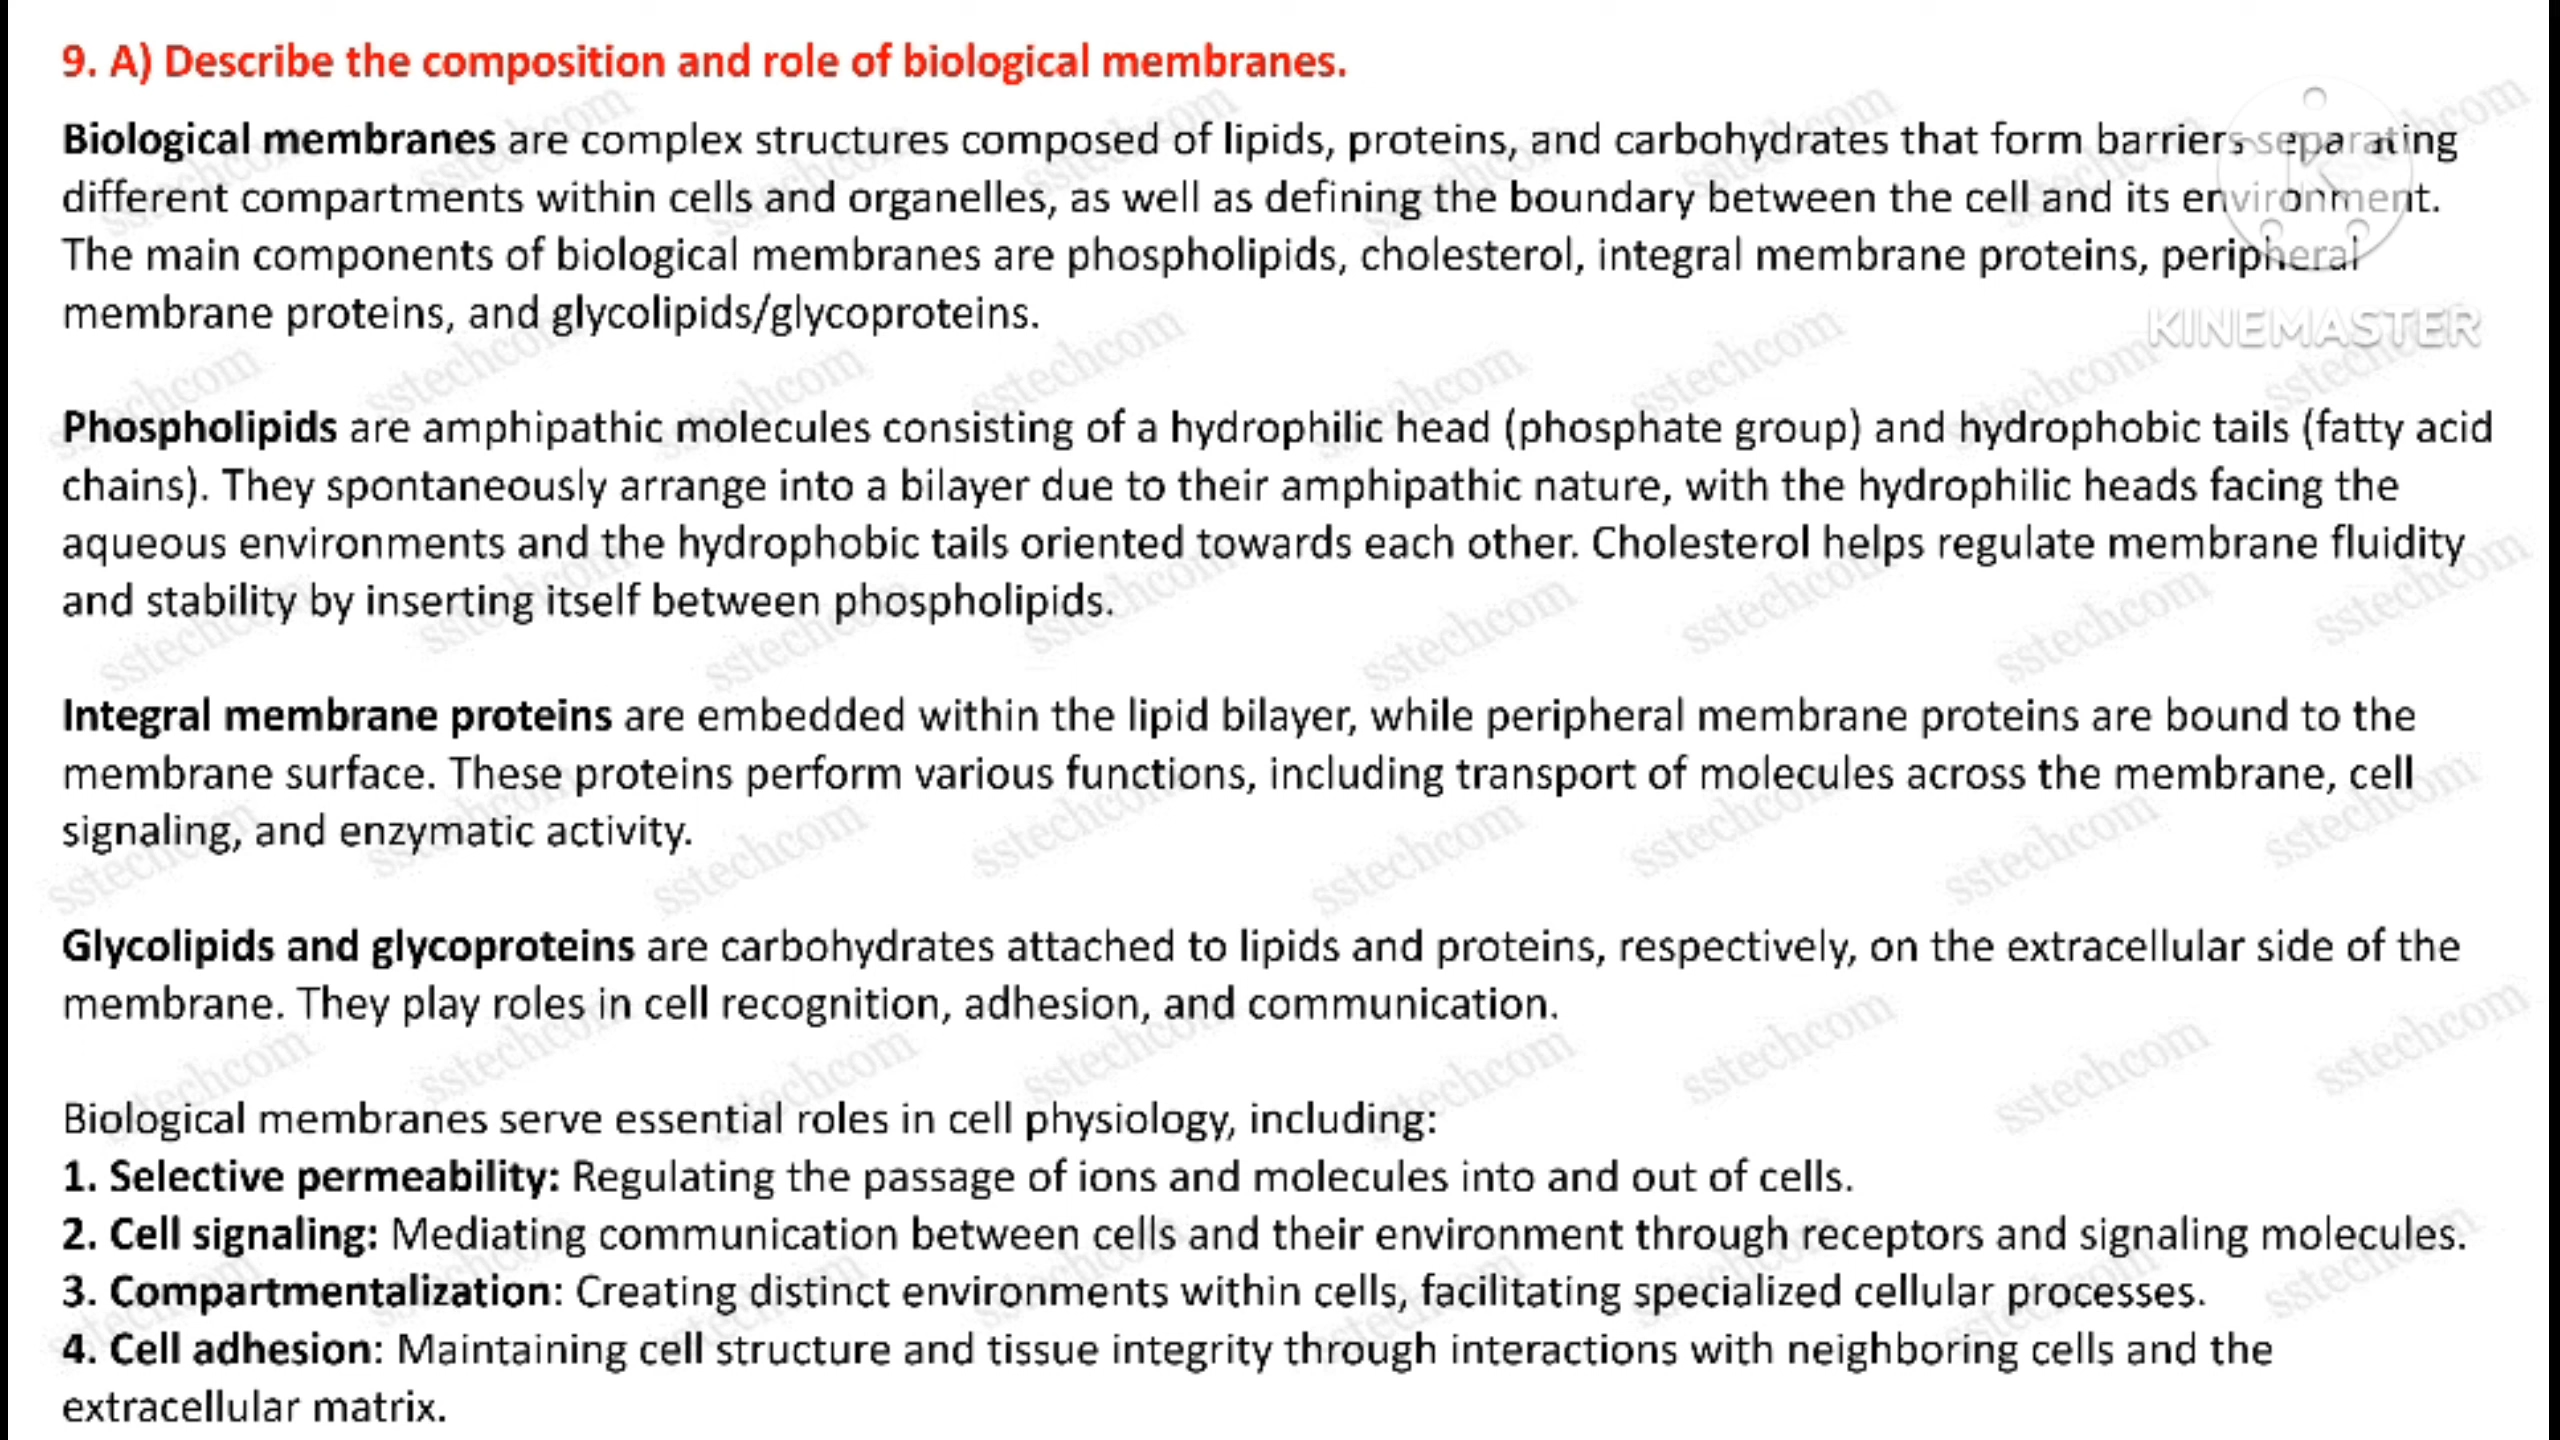 9. A) Describe the composition and role of biological membranes.
Biological membranes are complex structures composed of lipids, proteins, and carbohydrates that form barriers separating
different compartments within cells and organelles, as well as defining the boundary between the cell and its environment.
The main components of biological membranes are phospholipids, cholesterol, integral membrane proteins, peripheral
membrane proteins, and glycolipids/glycoproteins.
KINEMASTER
Phospholipids are amphipathic molecules consisting of a hydrophilic head (phosphate group) and hydrophobic tails (fatty acid
chains). They spontaneously arrange into a bilayer due to their amphipathic nature, with the hydrophilic heads facing the
aqueous environments and the hydrophobic tails oriented towards each other. Cholesterol helps regulate membrane fluidity
and stability by inserting itself between phospholipids.
Integral membrane proteins are embedded within the lipid bilayer, while peripheral membrane proteins are bound to the
membrane surface. These proteins perform various functions, including transport of molecules across the membrane, cell
signaling, and enzymatic activity.
Glycolipids and glycoproteins are carbohydrates attached to lipids and proteins, respectively, on the extracellular side of the
membrane. They play roles in cell recognition, adhesion, and communication.
Biological membranes serve essential roles in cell physiology, including:
1. Selective permeability: Regulating the passage of ions and molecules into and out of cells.
2. Cell signaling: Mediating communication between cells and their environment through receptors and signaling molecules.
3. Compartmentalization: Creating distinct environments within cells, facilitating specialized cellular processes.
4. Cell adhesion: Maintaining cell structure and tissue integrity through interactions with neighboring cells and the
extracellular matrix.
sstechcom